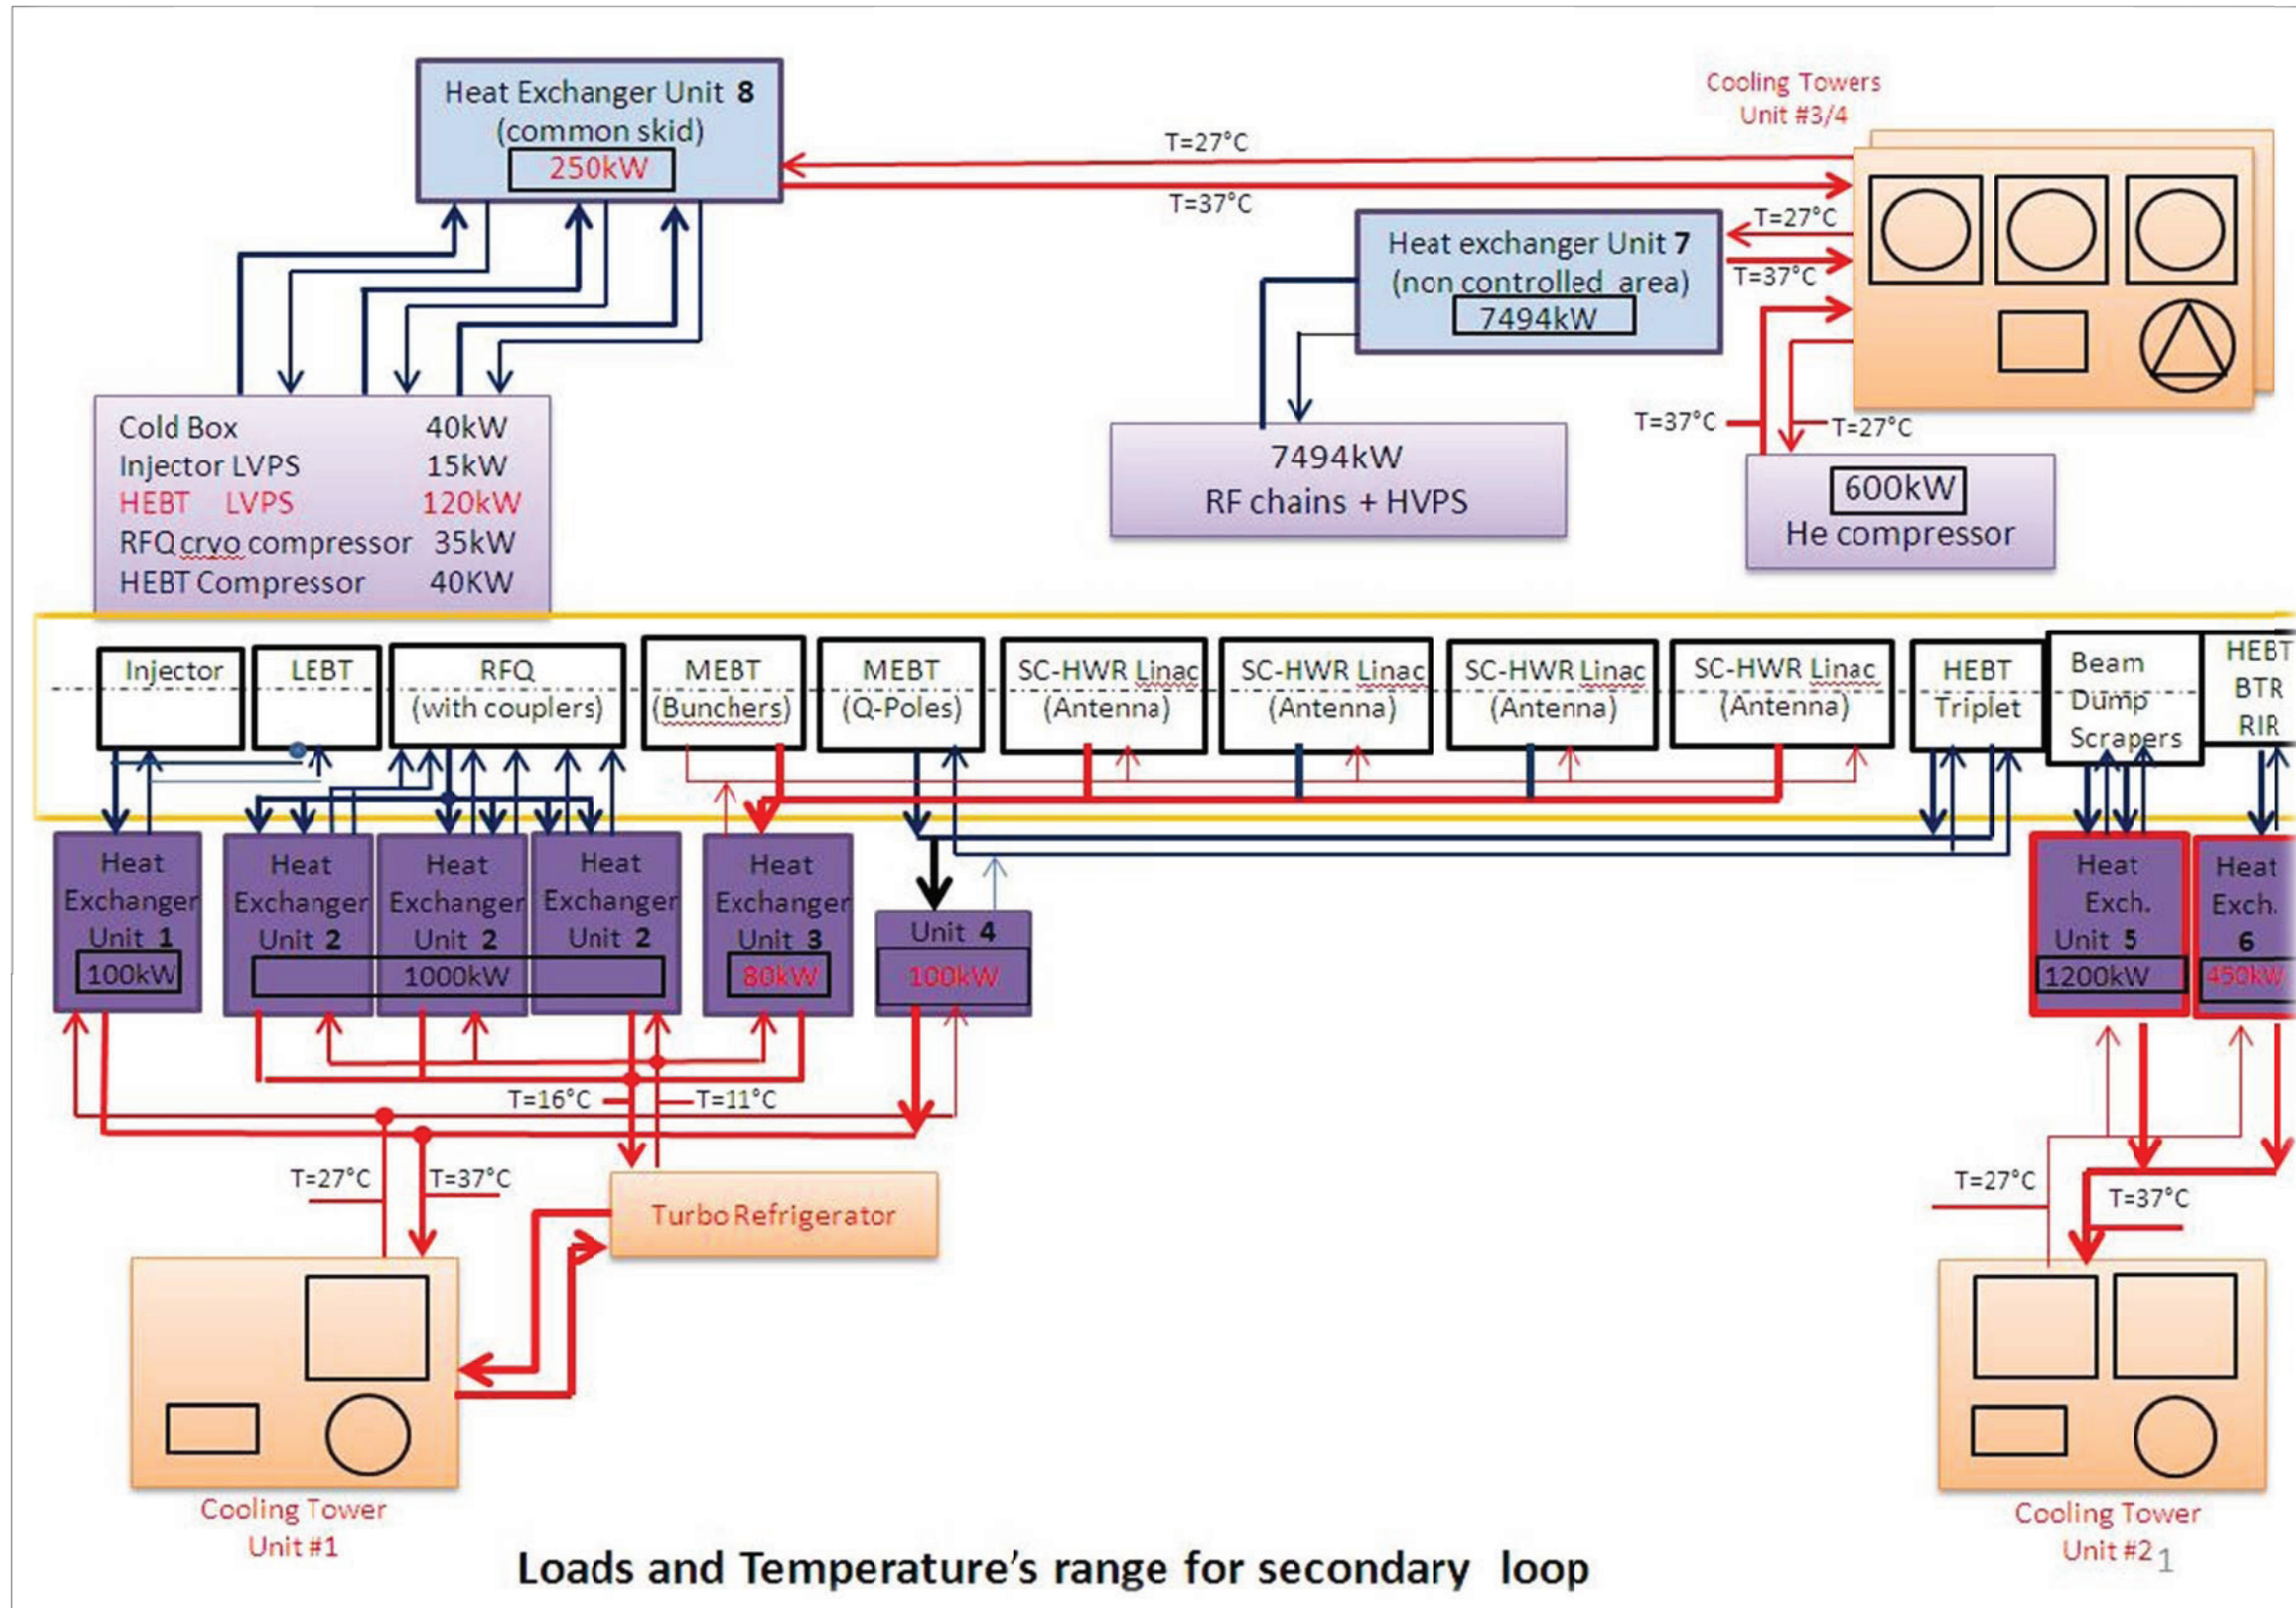 Heat Exchanger Unit 8
(common skid)
250kW
Cooling Towers
Unit #3/4
T=27°C
T=37°C
Heat exchanger Unit 7
(non controlled area)
7494kW
T=27°C
T=37°C
T=37°C
T=27°C
Cold Box 40kW
Injector LVPS 15kW
HEBT LVPS 120kW
RFQ cryo compressor 35kW
HEBT Compressor 40KW
7494kW
RF chains + HVPS
600kW
He compressor
Injector
LEBT
RFQ
(with couplers)
MEBT
(Bunchers)
MEBT
(Q-Poles)
SC-HWR Linac
(Antenna)
SC-HWR Linac
(Antenna)
SC-HWR Linac
(Antenna)
SC-HWR Linac
(Antenna)
HEBT
Triplet
Beam
Dump
Scrapers
HEBT
BTR
RIR
Heat
Exchanger
Unit 1
100kW
Heat
Exchanger
Unit 2
Heat
Exchanger
Unit 2
Heat
Exchanger
Unit 2
1000kW
Heat
Exchanger
Unit 3
80kW
Unit 4
100kW
Heat
Exch.
Unit 5
1200kW
Heat
Exch.
6
450kW
T=16°C
T=11°C
T=27°C
T=37°C
Turbo Refrigerator
T=27°C
T=37°C
Cooling Tower
Unit #1
Cooling Tower
Unit #2
1
Loads and Temperature’s range for secondary loop